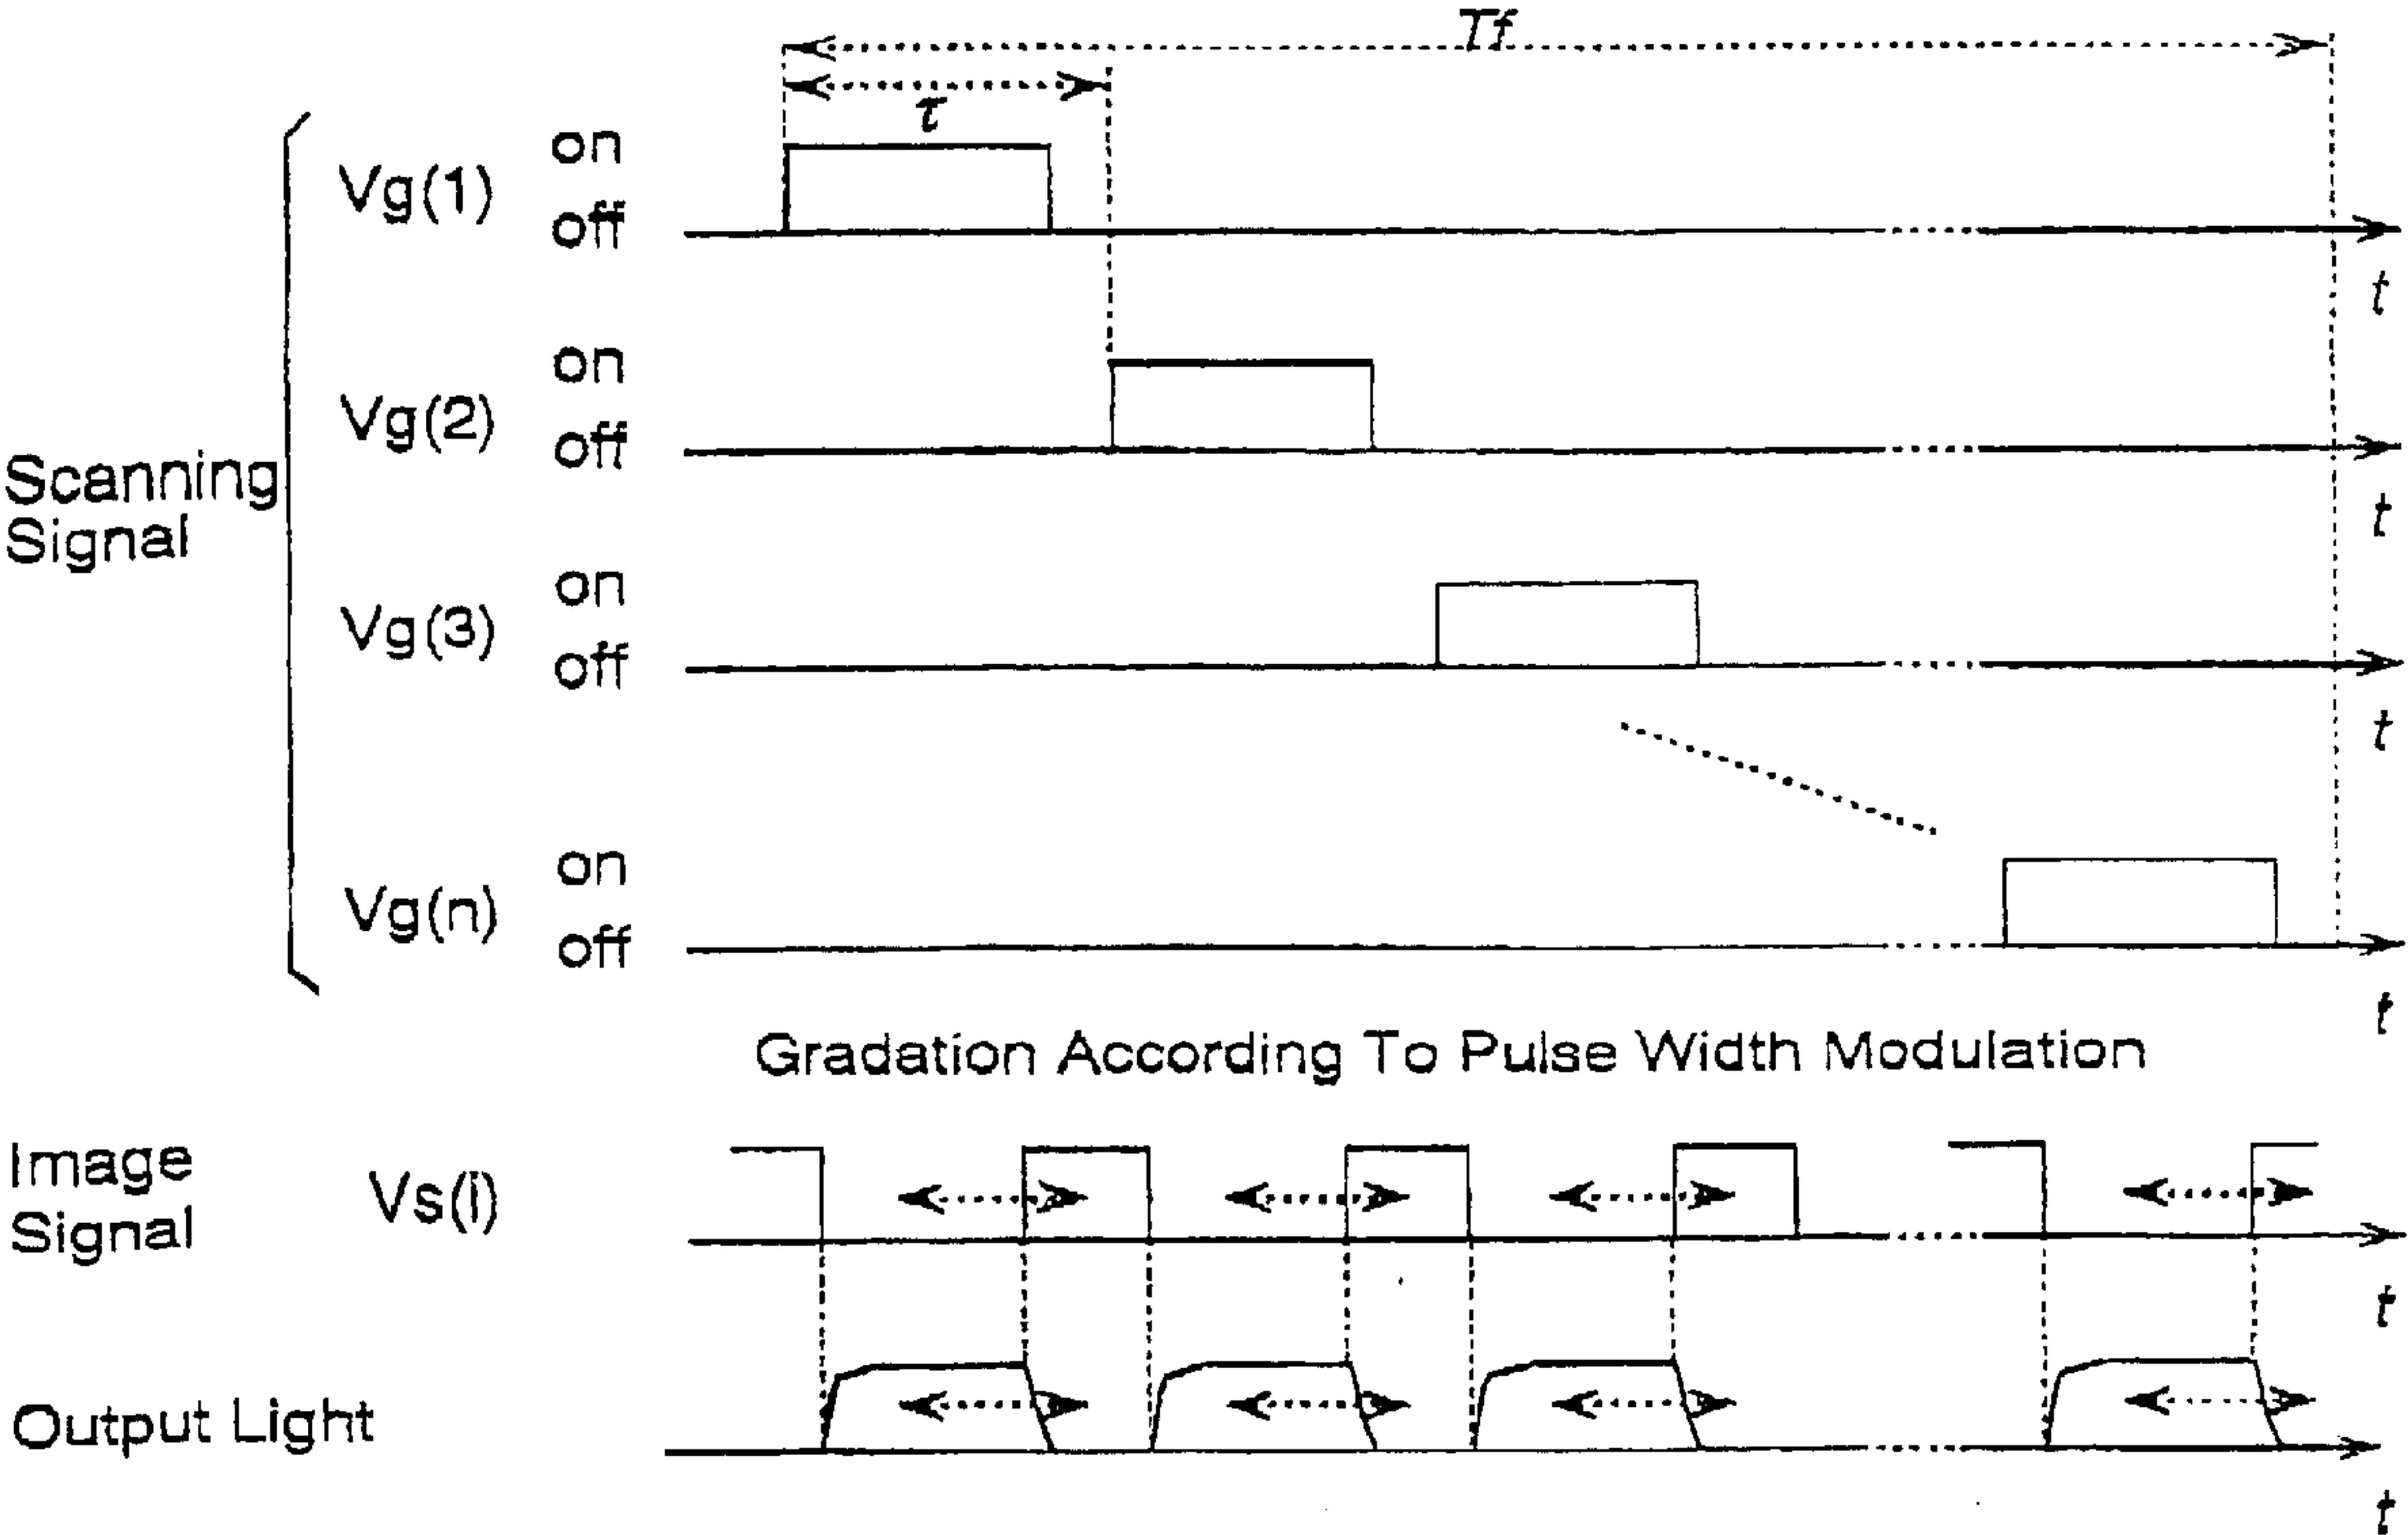 Tf
τ
on
Vg(1)
off
t
on
Vg(2)
off
t
Scanning
Signal
on
Vg(3)
off
t
on
Vg(n)
off
t
Gradation According To Pulse Width Modulation
Image
Signal
Vs(i)
t
Output Light
t